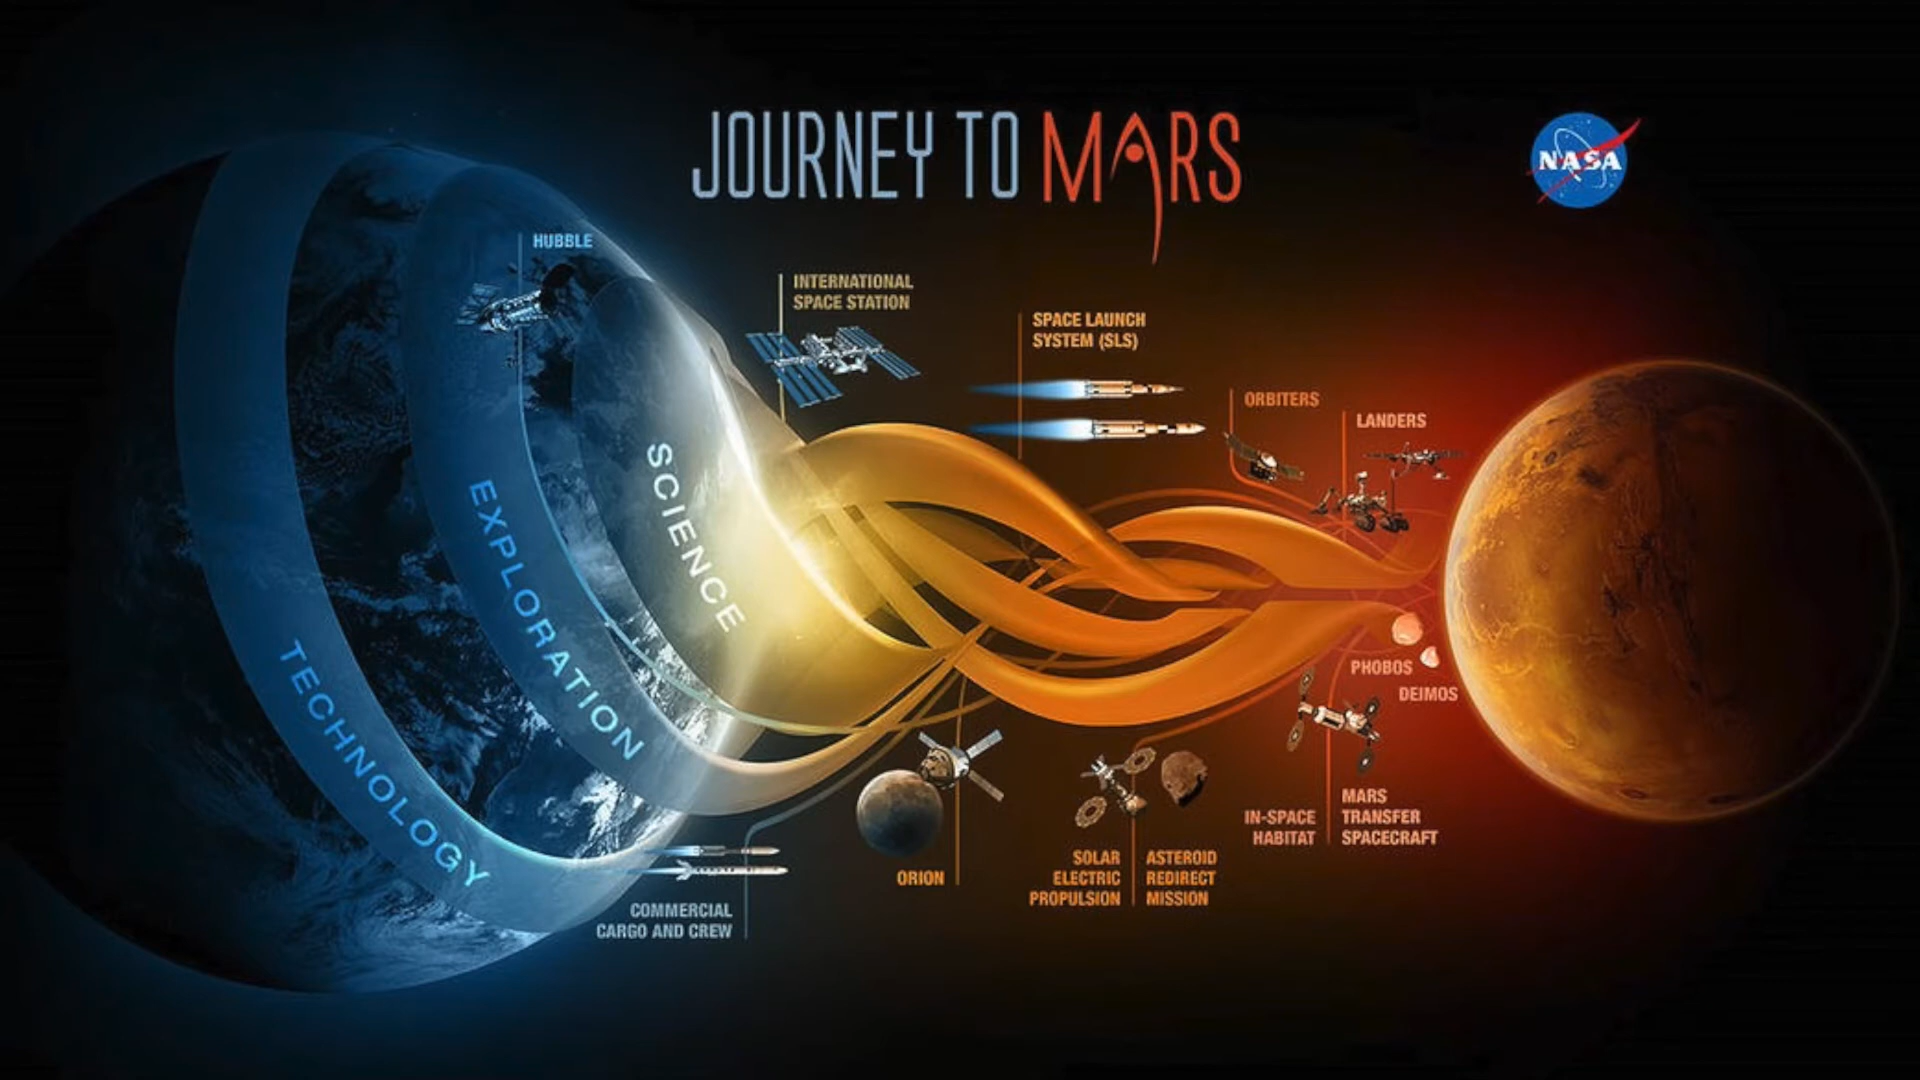 JOURNEY TO MARS
NASA
HUBBLE
INTERNATIONAL
SPACE STATION
SPACE LAUNCH
SYSTEM (SLS)
ORBITERS
LANDERS
SCIENCE
EXPLORATION
TECHNOLOGY
PHOBOS
DEIMOS
MARS
TRANSFER
SPACECRAFT
IN-SPACE
HABITAT
SOLAR
ELECTRIC
PROPULSION
ASTEROID
REDIRECT
MISSION
ORION
COMMERCIAL
CARGO AND CREW